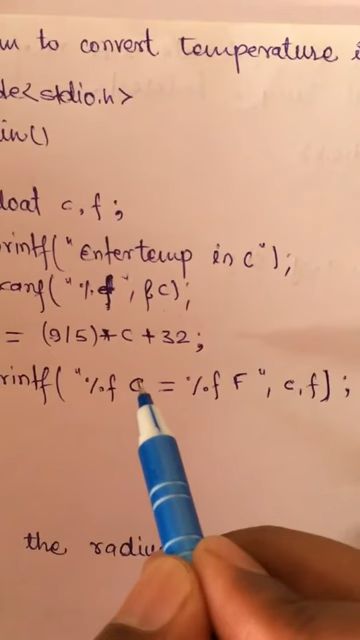 m to convert temperature i
de<stdio.h>
in()
loat c, f ;
rintf("Enter temp in c");
canf("%f", &c);
= (9/5)*c+32;
rintf("%f c = %f F", c, f);
the radiu